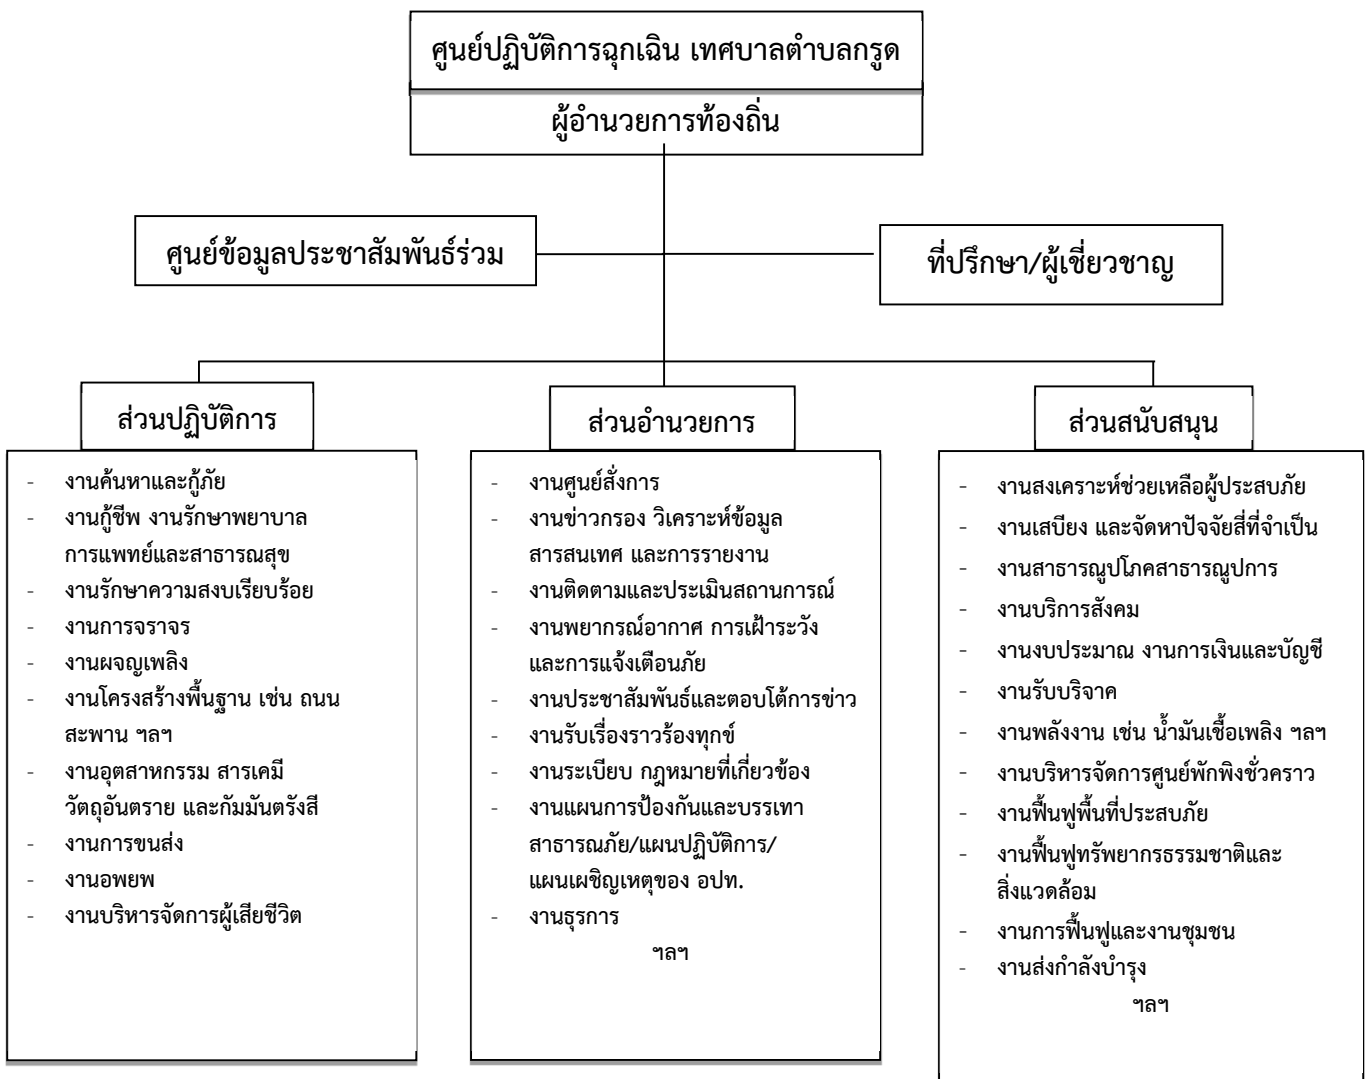 ศูนย์ปฏิบัติการฉุกเฉิน เทศบาลตำบลกรูด
ผู้อำนวยการท้องถิ่น
ศูนย์ข้อมูลประชาสัมพันธ์ร่วม
ที่ปรึกษา/ผู้เชี่ยวชาญ
ส่วนปฏิบัติการ
- งานค้นหาและกู้ภัย
- งานกู้ชีพ งานรักษาพยาบาล
การแพทย์และสาธารณสุข
- งานรักษาความสงบเรียบร้อย
- งานการจราจร
- งานผจญเพลิง
- งานโครงสร้างพื้นฐาน เช่น ถนน
สะพาน ฯลฯ
- งานอุตสาหกรรม สารเคมี
วัตถุอันตราย และกัมมันตรังสี
- งานการขนส่ง
- งานอพยพ
- งานบริหารจัดการผู้เสียชีวิต
ส่วนอำนวยการ
- งานศูนย์สั่งการ
- งานข่าวกรอง วิเคราะห์ข้อมูล
สารสนเทศ และการรายงาน
- งานติดตามและประเมินสถานการณ์
- งานพยากรณ์อากาศ การเฝ้าระวัง
และการแจ้งเตือนภัย
- งานประชาสัมพันธ์และตอบโต้การข่าว
- งานรับเรื่องราวร้องทุกข์
- งานระเบียบ กฎหมายที่เกี่ยวข้อง
- งานแผนการป้องกันและบรรเทา
สาธารณภัย/แผนปฏิบัติการ/
แผนเผชิญเหตุของ อปท.
- งานธุรการ
ฯลฯ
ส่วนสนับสนุน
- งานสงเคราะห์ช่วยเหลือผู้ประสบภัย
- งานเสบียง และจัดหาปัจจัยสี่ที่จำเป็น
- งานสาธารณูปโภคสาธารณูปการ
- งานบริการสังคม
- งานงบประมาณ งานการเงินและบัญชี
- งานรับบริจาค
- งานพลังงาน เช่น น้ำมันเชื้อเพลิง ฯลฯ
- งานบริหารจัดการศูนย์พักพิงชั่วคราว
- งานฟื้นฟูพื้นที่ประสบภัย
- งานฟื้นฟูทรัพยากรธรรมชาติและ
สิ่งแวดล้อม
- งานการฟื้นฟูและงานชุมชน
- งานส่งกำลังบำรุง
ฯลฯ